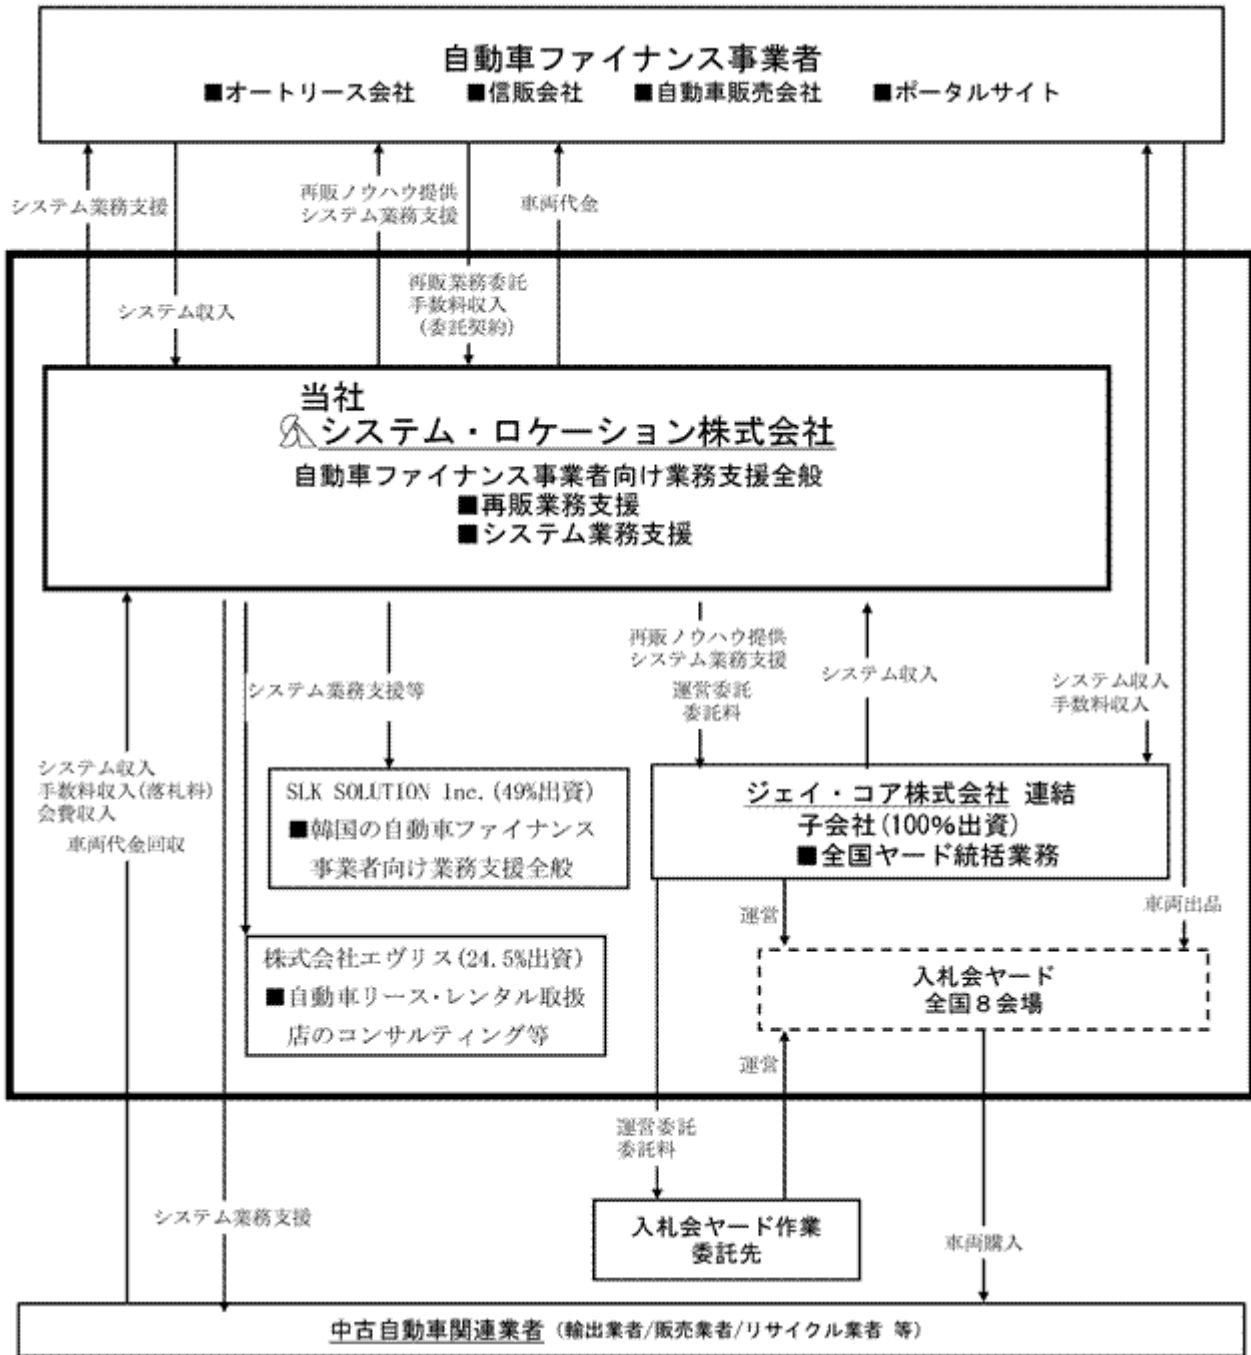 自動車ファイナンス事業者
■オートリース会社 ■信販会社 ■自動車販売会社 ■ポータルサイト
システム業務支援
再販ノウハウ提供
システム業務支援
車両代金
システム収入
再販業務委託
手数料収入
(委託契約)
当社
システム・ロケーション株式会社
自動車ファイナンス事業者向け業務支援全般
■再販業務支援
■システム業務支援
システム業務支援等
再販ノウハウ提供
システム業務支援
運営委託
委託料
システム収入
システム収入
手数料収入
システム収入
手数料収入(落札料)
会費収入
車両代金回収
SLK SOLUTION Inc.(49%出資)
■韓国の自動車ファイナンス
事業者向け業務支援全般
ジェイ・コア株式会社 連結
子会社(100%出資)
■全国ヤード統括業務
運営
車両出品
株式会社エヴリス(24.5%出資)
■自動車リース・レンタル取扱
店のコンサルティング等
入札会ヤード
全国8会場
運営
運営委託
委託料
システム業務支援
入札会ヤード作業
委託先
車両購入
中古自動車関連業者 (輸出業者/販売業者/リサイクル業者 等)